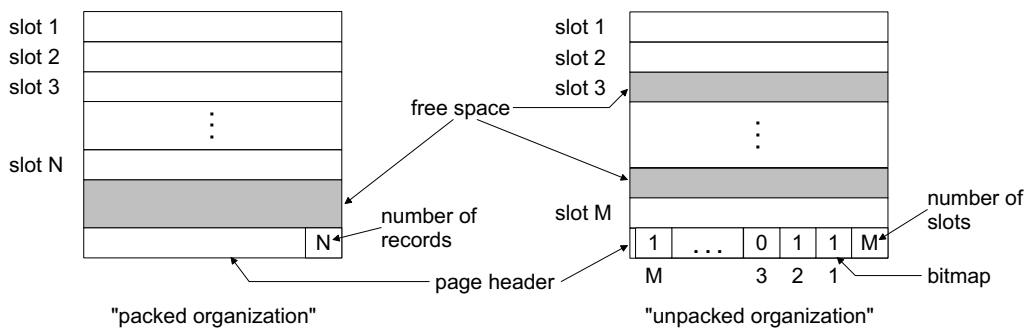 slot 1
slot 2
slot 3
⋮
slot N
free space
number of
records
N
page header
"packed organization"
slot 1
slot 2
slot 3
⋮
slot M
number of
slots
1 . . . 0 1 1 M
M 3 2 1
bitmap
"unpacked organization"